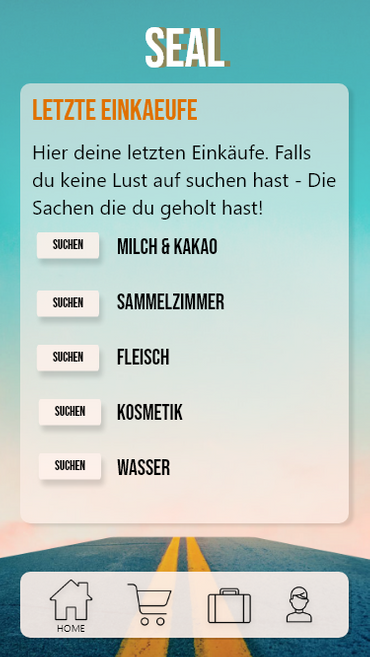 SEAL
LETZTE EINKAEUFE
Hier deine letzten Einkäufe. Falls
du keine Lust auf suchen hast - Die
Sachen die du geholt hast!
SUCHEN MILCH & KAKAO
SUCHEN SAMMELZIMMER
SUCHEN FLEISCH
SUCHEN KOSMETIK
SUCHEN WASSER
HOME